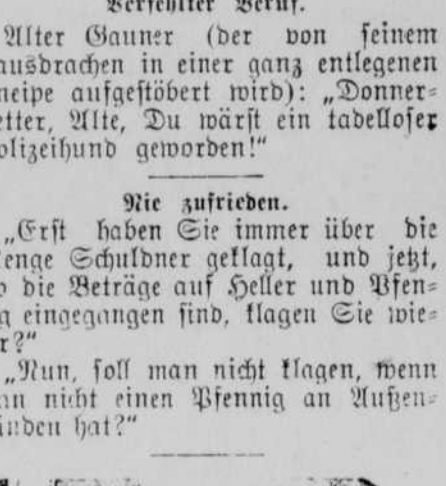 Verfehlter Beruf.
Alter Gauner (der von seinem
ausdrachen in einer ganz entlegenen
neipe aufgestöbert wird): „Donner-
etter, Alte, Du wärst ein tadelloser
olizeihund geworden!“
Nie zufrieden.
„Erst haben Sie immer über die
enge Schuldner geklagt, und jetzt,
o die Beträge auf Heller und Pfen-
g eingegangen sind, klagen Sie wie-
r?“
„Nun, soll man nicht klagen, wenn
an nicht einen Pfennig an Außen-
änden hat?“